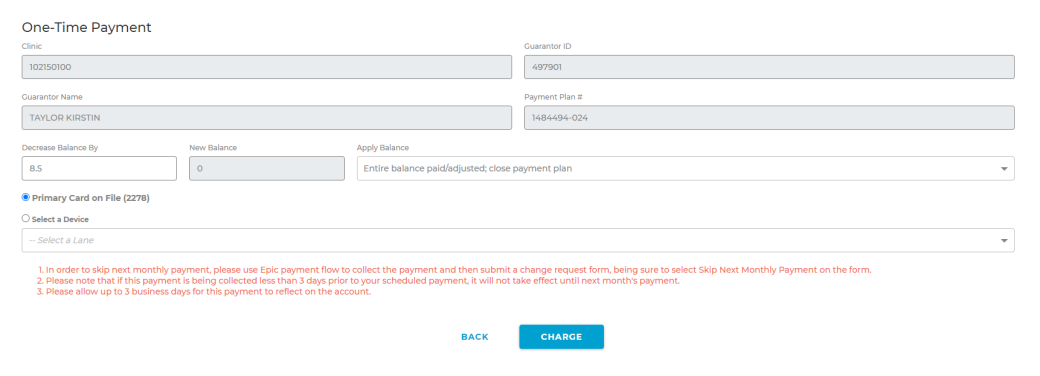 One-Time Payment
Clinic
Guarantor ID
102150100
497901
Guarantor Name
Payment Plan #
TAYLOR KIRSTIN
1484494-024
Decrease Balance By
New Balance
Apply Balance
8.5
0
Entire balance paid/adjusted; close payment plan
Primary Card on File (2278)
Select a Device
-- Select a Lane
1. In order to skip next monthly payment, please use Epic payment flow to collect the payment and then submit a change request form, being sure to select Skip Next Monthly Payment on the form.
2. Please note that if this payment is being collected less than 3 days prior to your scheduled payment, it will not take effect until next month's payment.
3. Please allow up to 3 business days for this payment to reflect on the account.
BACK
CHARGE